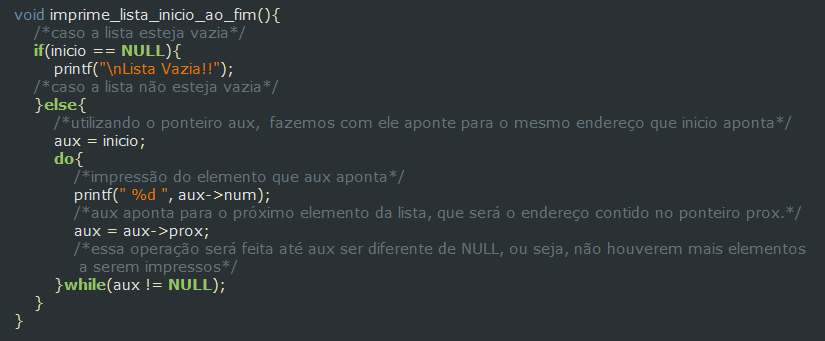 void imprime_lista_inicio_ao_fim(){
/*caso a lista esteja vazia*/
if(inicio == NULL){
printf("\nLista Vazia!!");
/*caso a lista não esteja vazia*/
}else{
/*utilizando o ponteiro aux,  fazemos com ele aponte para o mesmo endereço que inicio aponta*/
aux = inicio;
do{
/*impressão do elemento que aux aponta*/
printf(" %d ", aux->num);
/*aux aponta para o próximo elemento da lista, que será o endereço contido no ponteiro prox.*/
aux = aux->prox;
/*essa operação será feita até aux ser diferente de NULL, ou seja, não houverem mais elementos
a serem impressos*/
}while(aux != NULL);
}
}